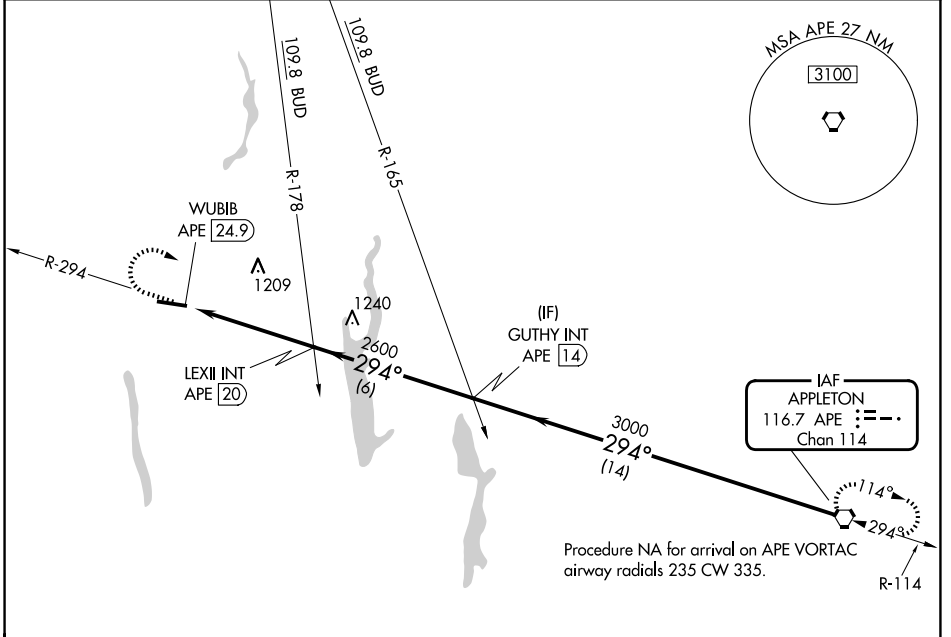 MSA APE 27 NM
3100
109.8 BUD
R-178
109.8 BUD
R-165
WUBIB
APE 24.9
R-294
1209
1240
(IF)
GUTHY INT
APE 14
2600
294°
(6)
LEXII INT
APE 20
IAF
APPLETON
116.7 APE
Chan 114
3000
294°
(14)
114°
294°
R-114
Procedure NA for arrival on APE VORTAC
airway radials 235 CW 335.